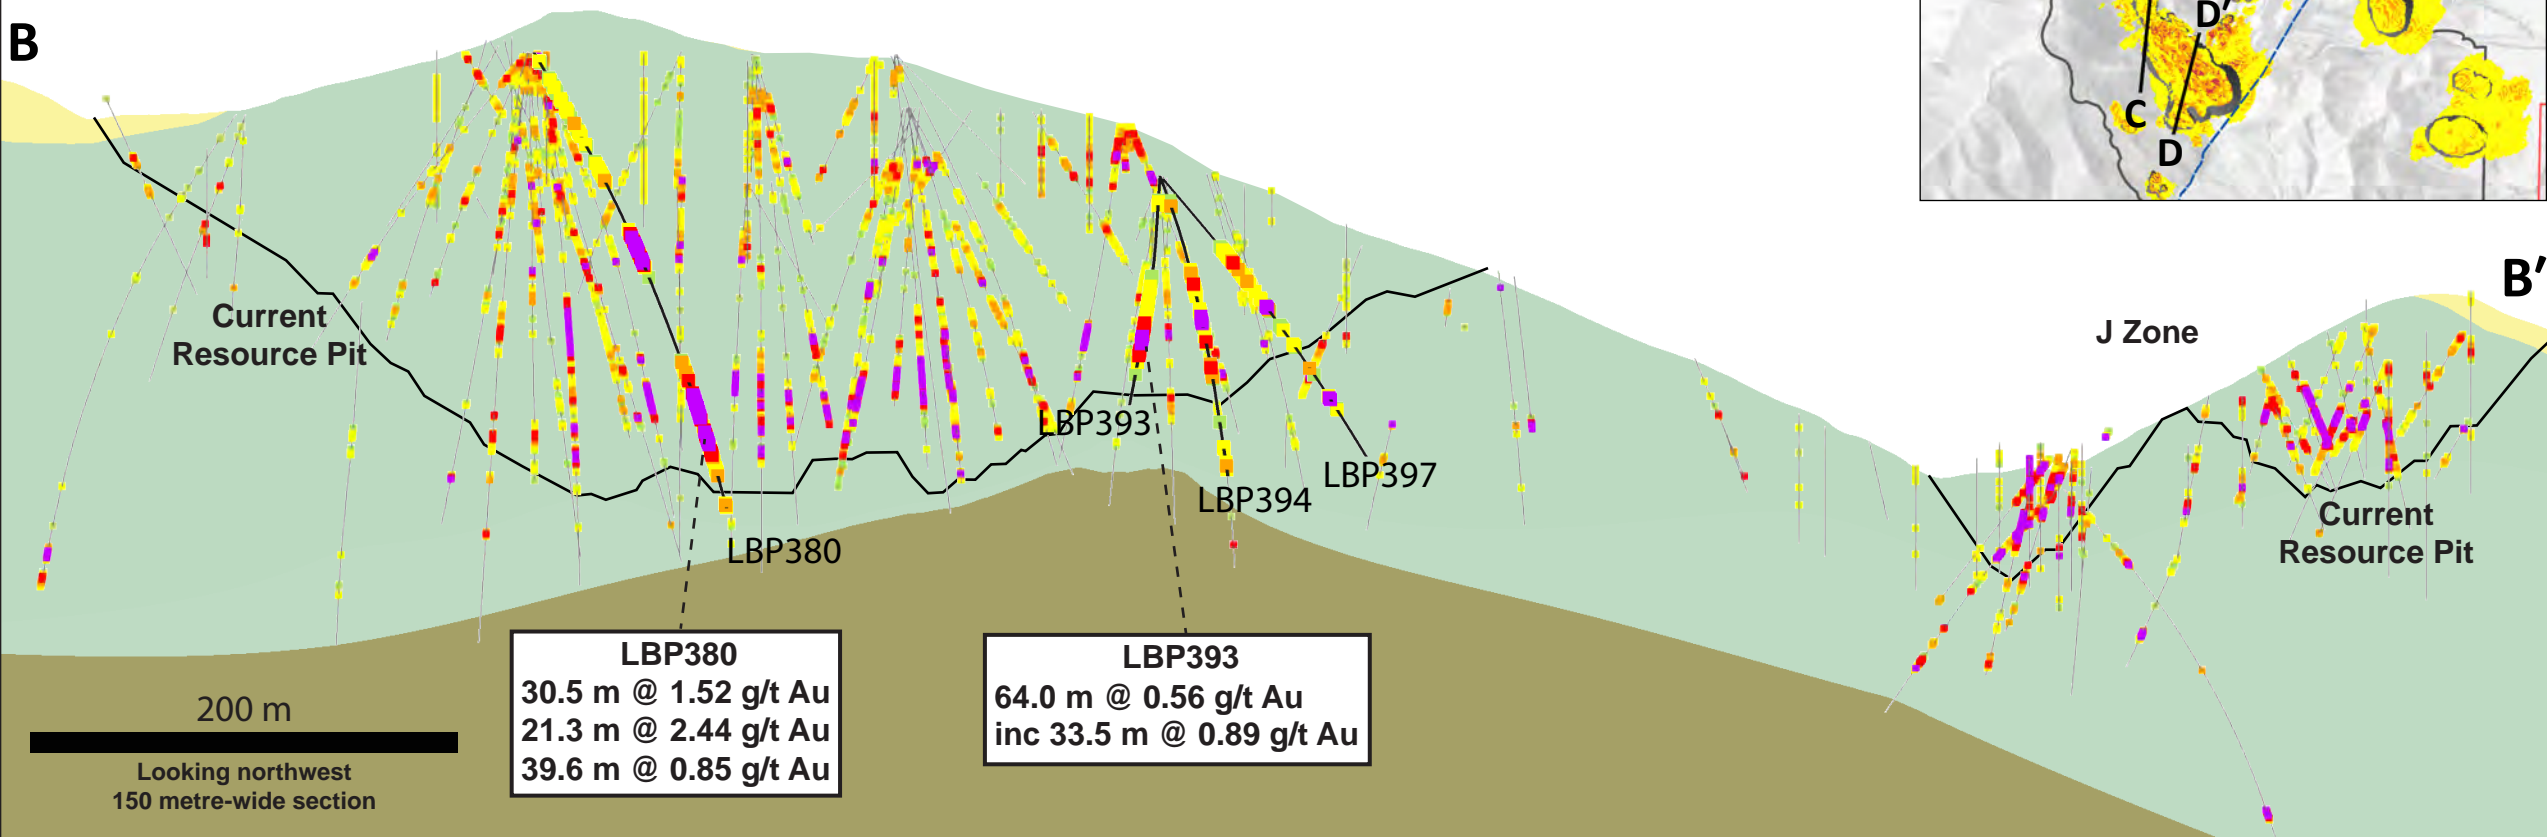 B
D'
C
D
B'
J Zone
Current
Resource Pit
LBP393
LBP397
LBP394
Current
Resource Pit
LBP380
LBP380
30.5 m @ 1.52 g/t Au
21.3 m @ 2.44 g/t Au
39.6 m @ 0.85 g/t Au
LBP393
64.0 m @ 0.56 g/t Au
inc 33.5 m @ 0.89 g/t Au
200 m
Looking northwest
150 metre-wide section